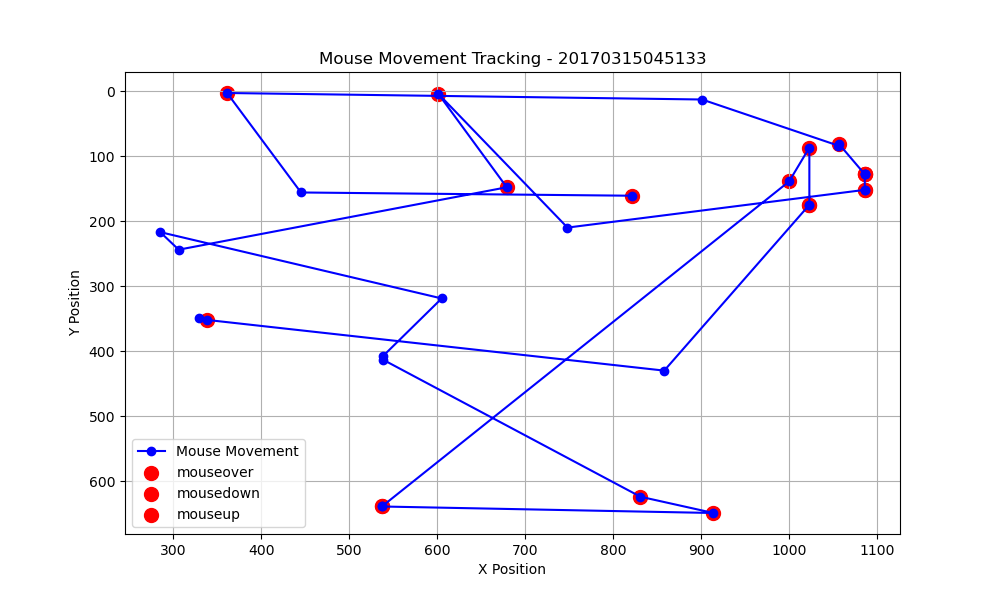 Mouse Movement Tracking - 20170315045133
Y Position
0
100
200
300
400
500
600
Mouse Movement
mouseover
mousedown
mouseup
300 400 500 600 700 800 900 1000 1100
X Position